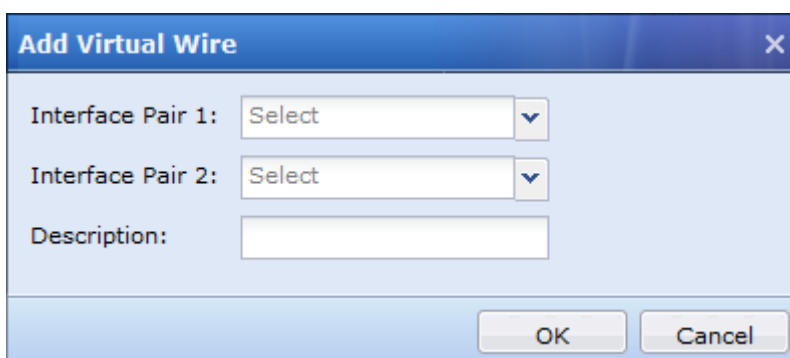 Add Virtual Wire
Interface Pair 1: Select
Interface Pair 2: Select
Description:
OK Cancel